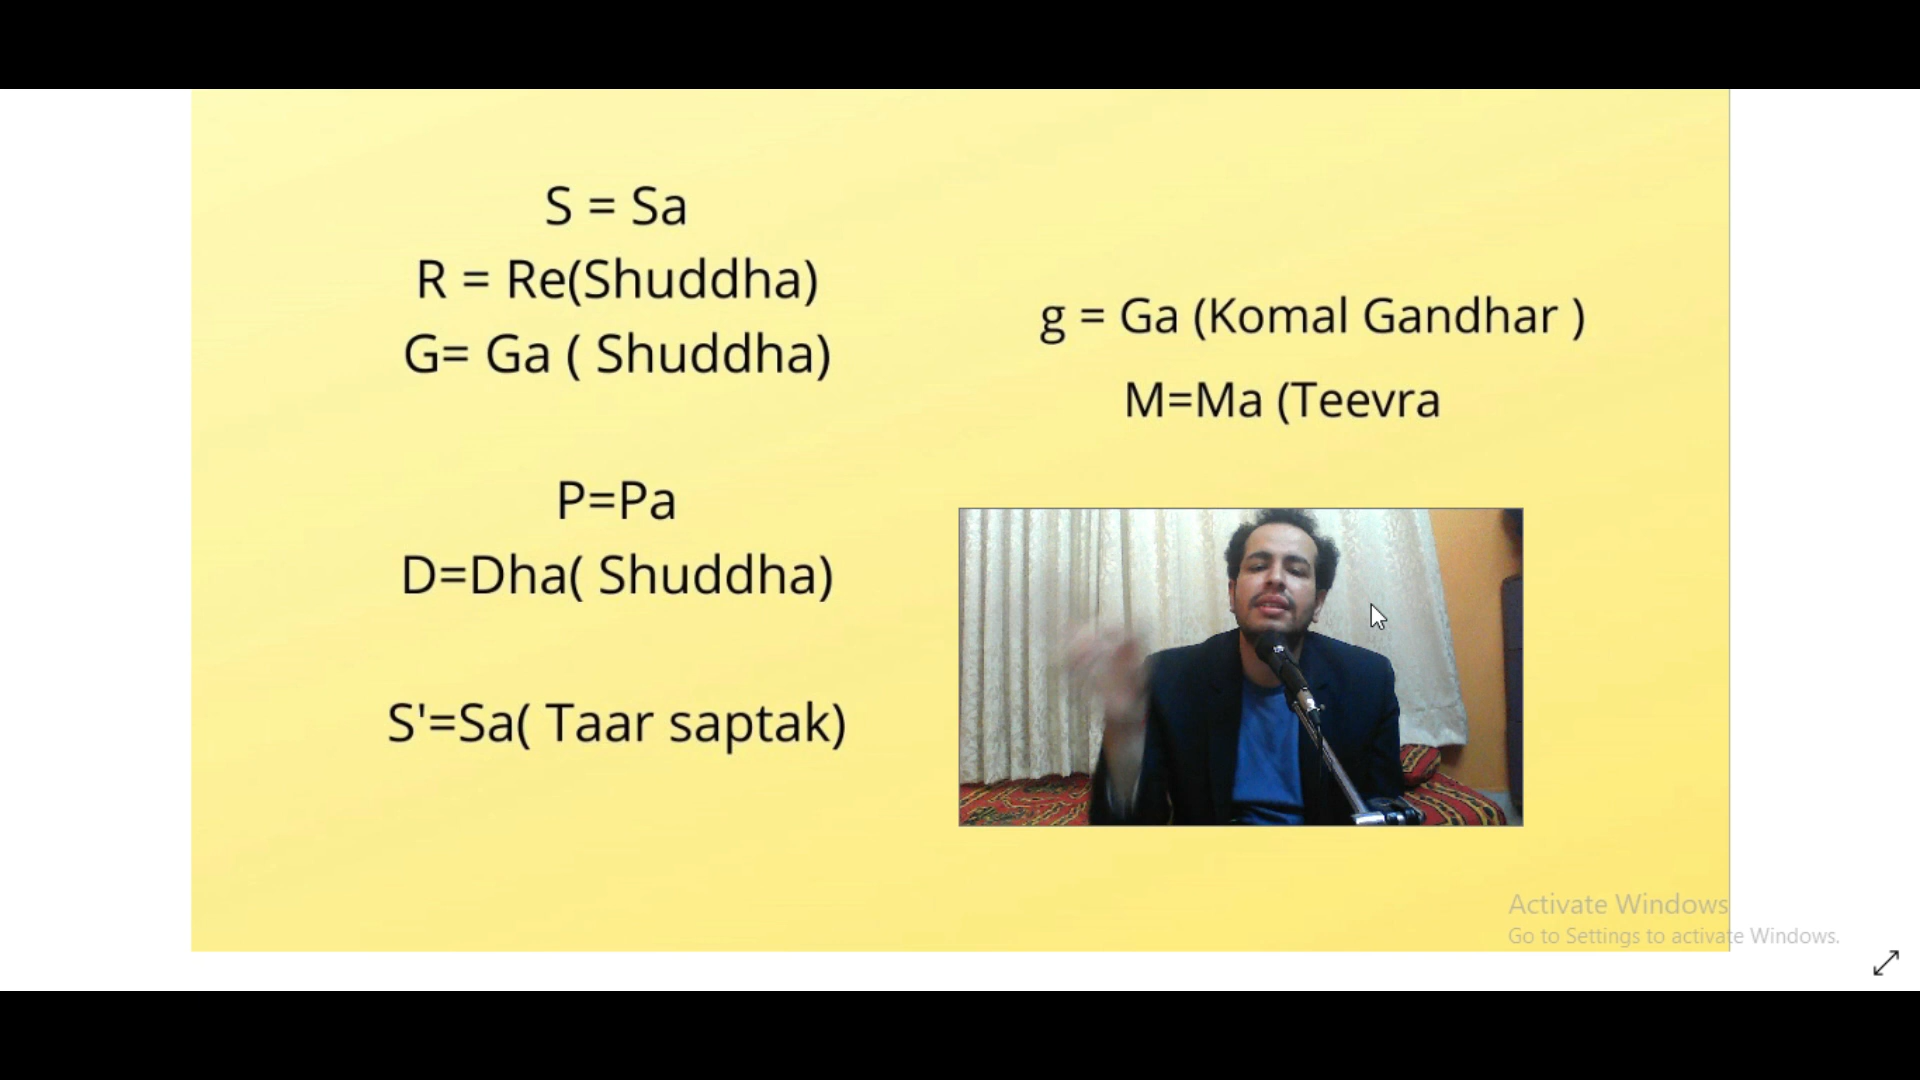 S = Sa
R = Re(Shuddha)
G= Ga ( Shuddha)
P=Pa
D=Dha( Shuddha)
S'=Sa( Taar saptak)
g = Ga (Komal Gandhar )
M=Ma (Teevra
Activate Windows
Go to Settings to activate Windows.